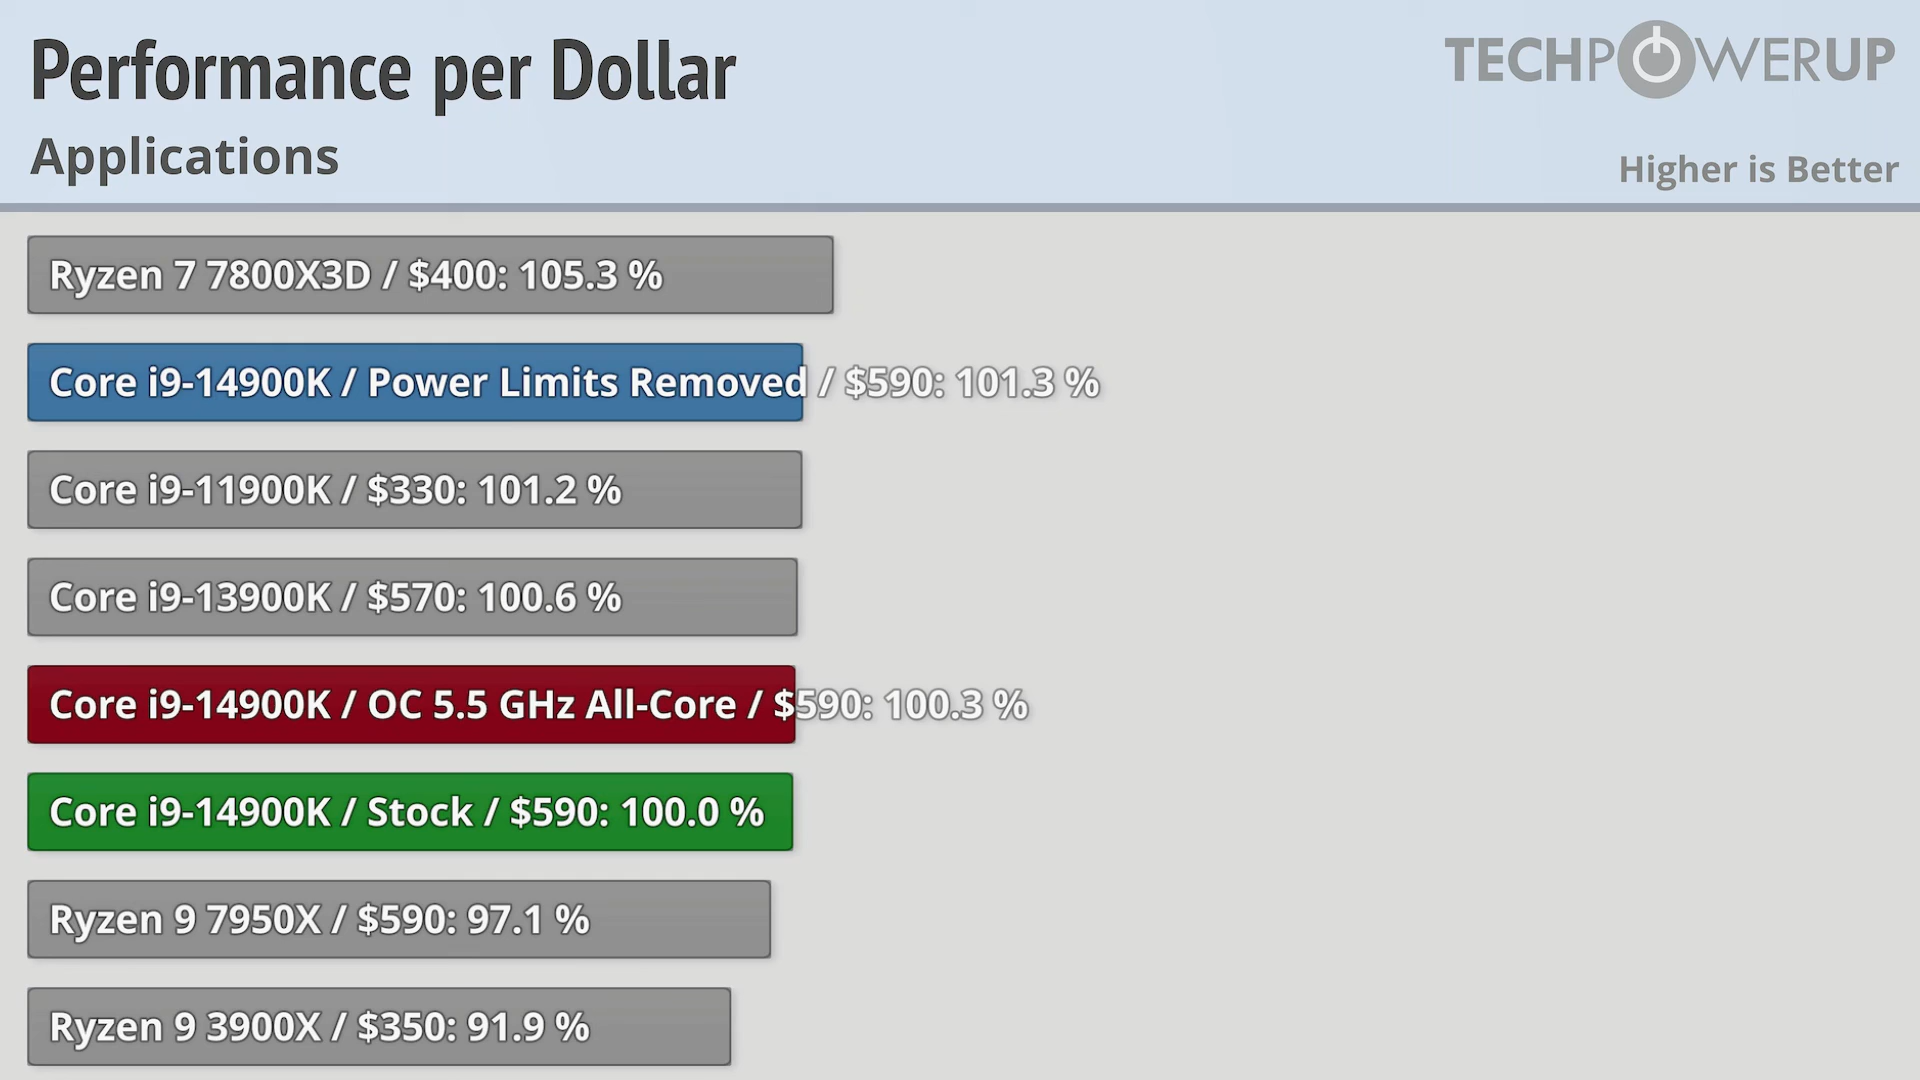 Performance per Dollar
TECHPOWERUP
Applications
Higher is Better
Ryzen 7 7800X3D / $400: 105.3 %
Core i9-14900K / Power Limits Removed / $590: 101.3 %
Core i9-11900K / $330: 101.2 %
Core i9-13900K / $570: 100.6 %
Core i9-14900K / OC 5.5 GHz All-Core / $590: 100.3 %
Core i9-14900K / Stock / $590: 100.0 %
Ryzen 9 7950X / $590: 97.1 %
Ryzen 9 3900X / $350: 91.9 %